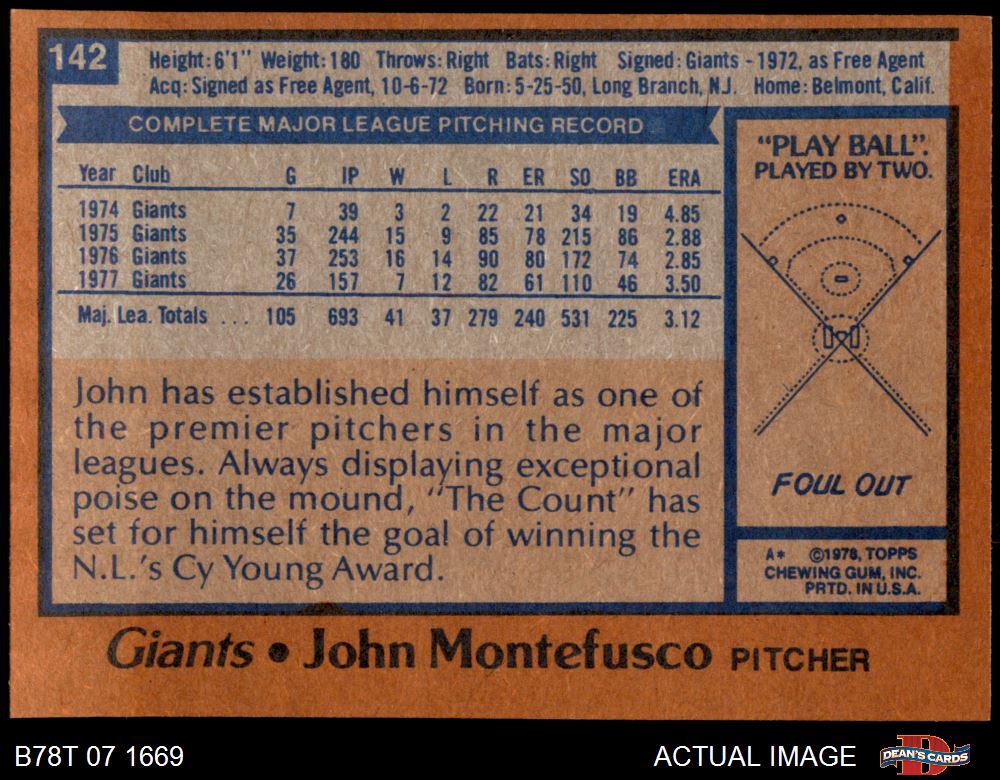 142
Height: 6'1" Weight: 180 Throws: Right Bats: Right Signed: Giants - 1972, as Free Agent
Acq: Signed as Free Agent, 10-6-72 Born: 5-25-50, Long Branch, N.J. Home: Belmont, Calif.
COMPLETE MAJOR LEAGUE PITCHING RECORD
Year Club G IP W L R ER SO BB ERA
1974 Giants 7 39 3 2 22 21 34 19 4.85
1975 Giants 35 244 15 9 85 78 215 86 2.88
1976 Giants 37 253 16 14 90 80 172 74 2.85
1977 Giants 26 157 7 12 82 61 110 46 3.50
Maj. Lea. Totals ... 105 693 41 37 279 240 531 225 3.12
John has established himself as one of
the premier pitchers in the major
leagues. Always displaying exceptional
poise on the mound, "The Count" has
set for himself the goal of winning the
N.L.'s Cy Young Award.
"PLAY BALL".
PLAYED BY TWO.
FOUL OUT
A* ©1978, TOPPS
CHEWING GUM, INC.
PRTD. IN U.S.A.
Giants • John Montefusco PITCHER
B78T 07 1669
ACTUAL IMAGE
DEAN'S CARDS